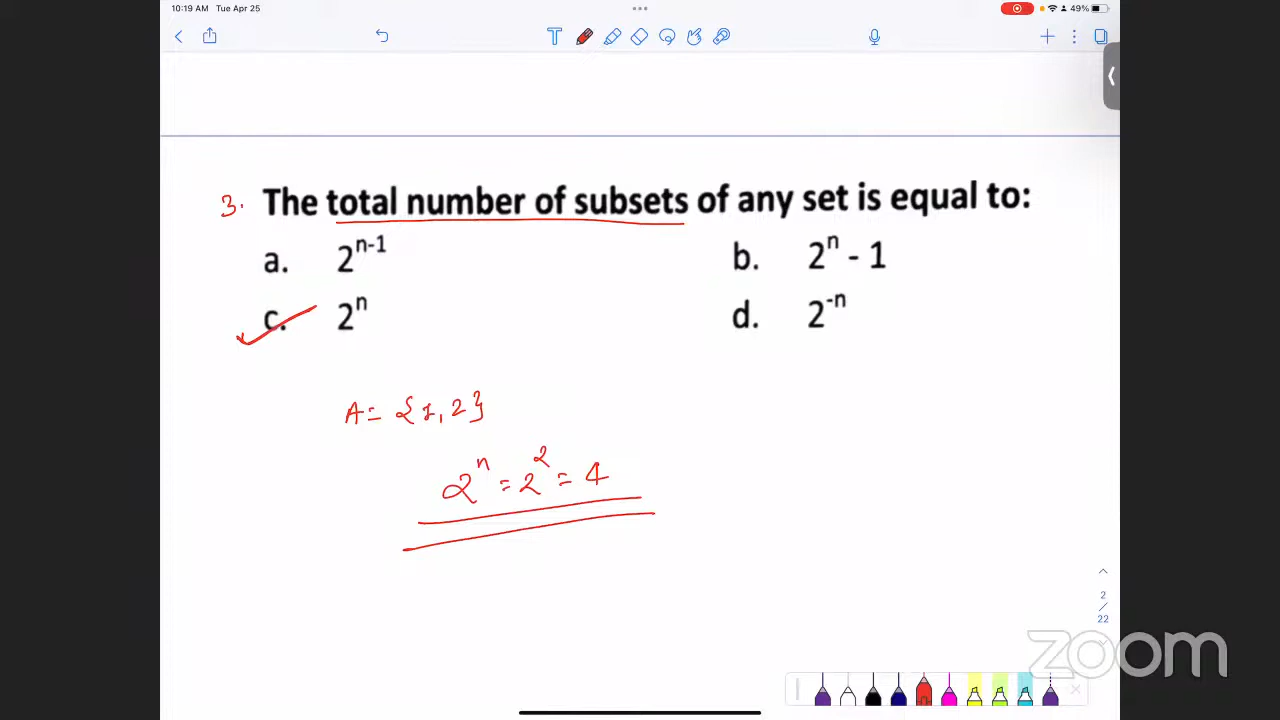 10:19 AM Tue Apr 25
49%
3. The total number of subsets of any set is equal to:
a. 2^{n-1} b. 2^n - 1
c. 2^n d. 2^{-n}
A = {1, 2}
2^n = 2^2 = 4
2
/
22
zoom